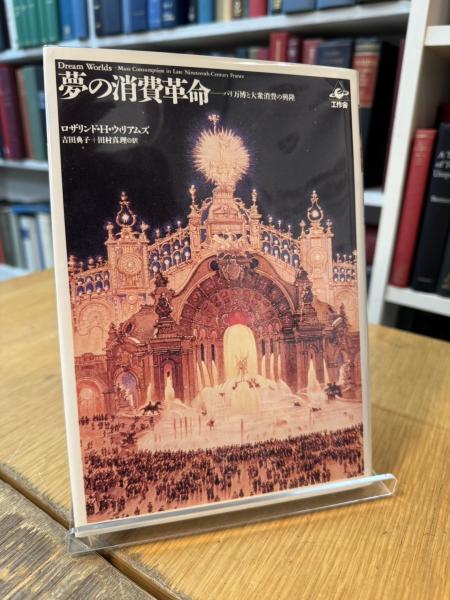 Dream Worlds—Mass Consumption in Late Nineteenth-Century France
夢の消費革命——パリ万博と大衆消費の興隆
工作舎
ロザリンド・H・ウィリアムズ
吉田典子＋田村真理◎訳